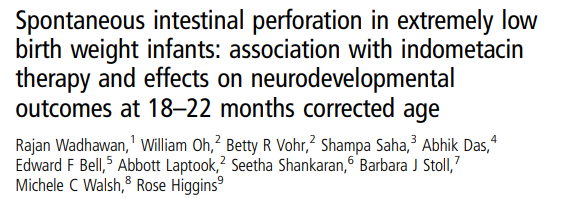 Spontaneous intestinal perforation in extremely low
birth weight infants: association with indometacin
therapy and effects on neurodevelopmental
outcomes at 18–22 months corrected age
Rajan Wadhawan,1 William Oh,2 Betty R Vohr,2 Shampa Saha,3 Abhik Das,4
Edward F Bell,5 Abbott Laptook,2 Seetha Shankaran,6 Barbara J Stoll,7
Michele C Walsh,8 Rose Higgins9